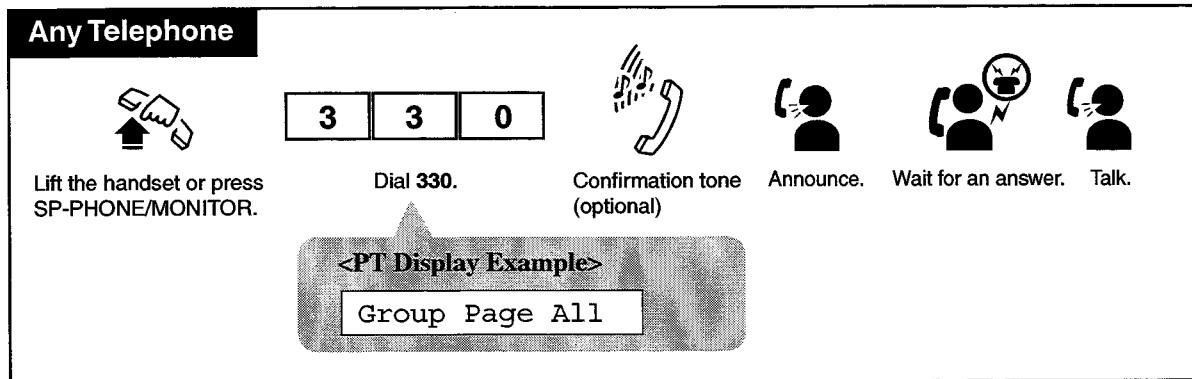 Any Telephone
3 3 0
Lift the handset or press
SP-PHONE/MONITOR.
Dial 330.
Confirmation tone
(optional)
Announce.
Wait for an answer.
Talk.
<PT Display Example>
Group Page All